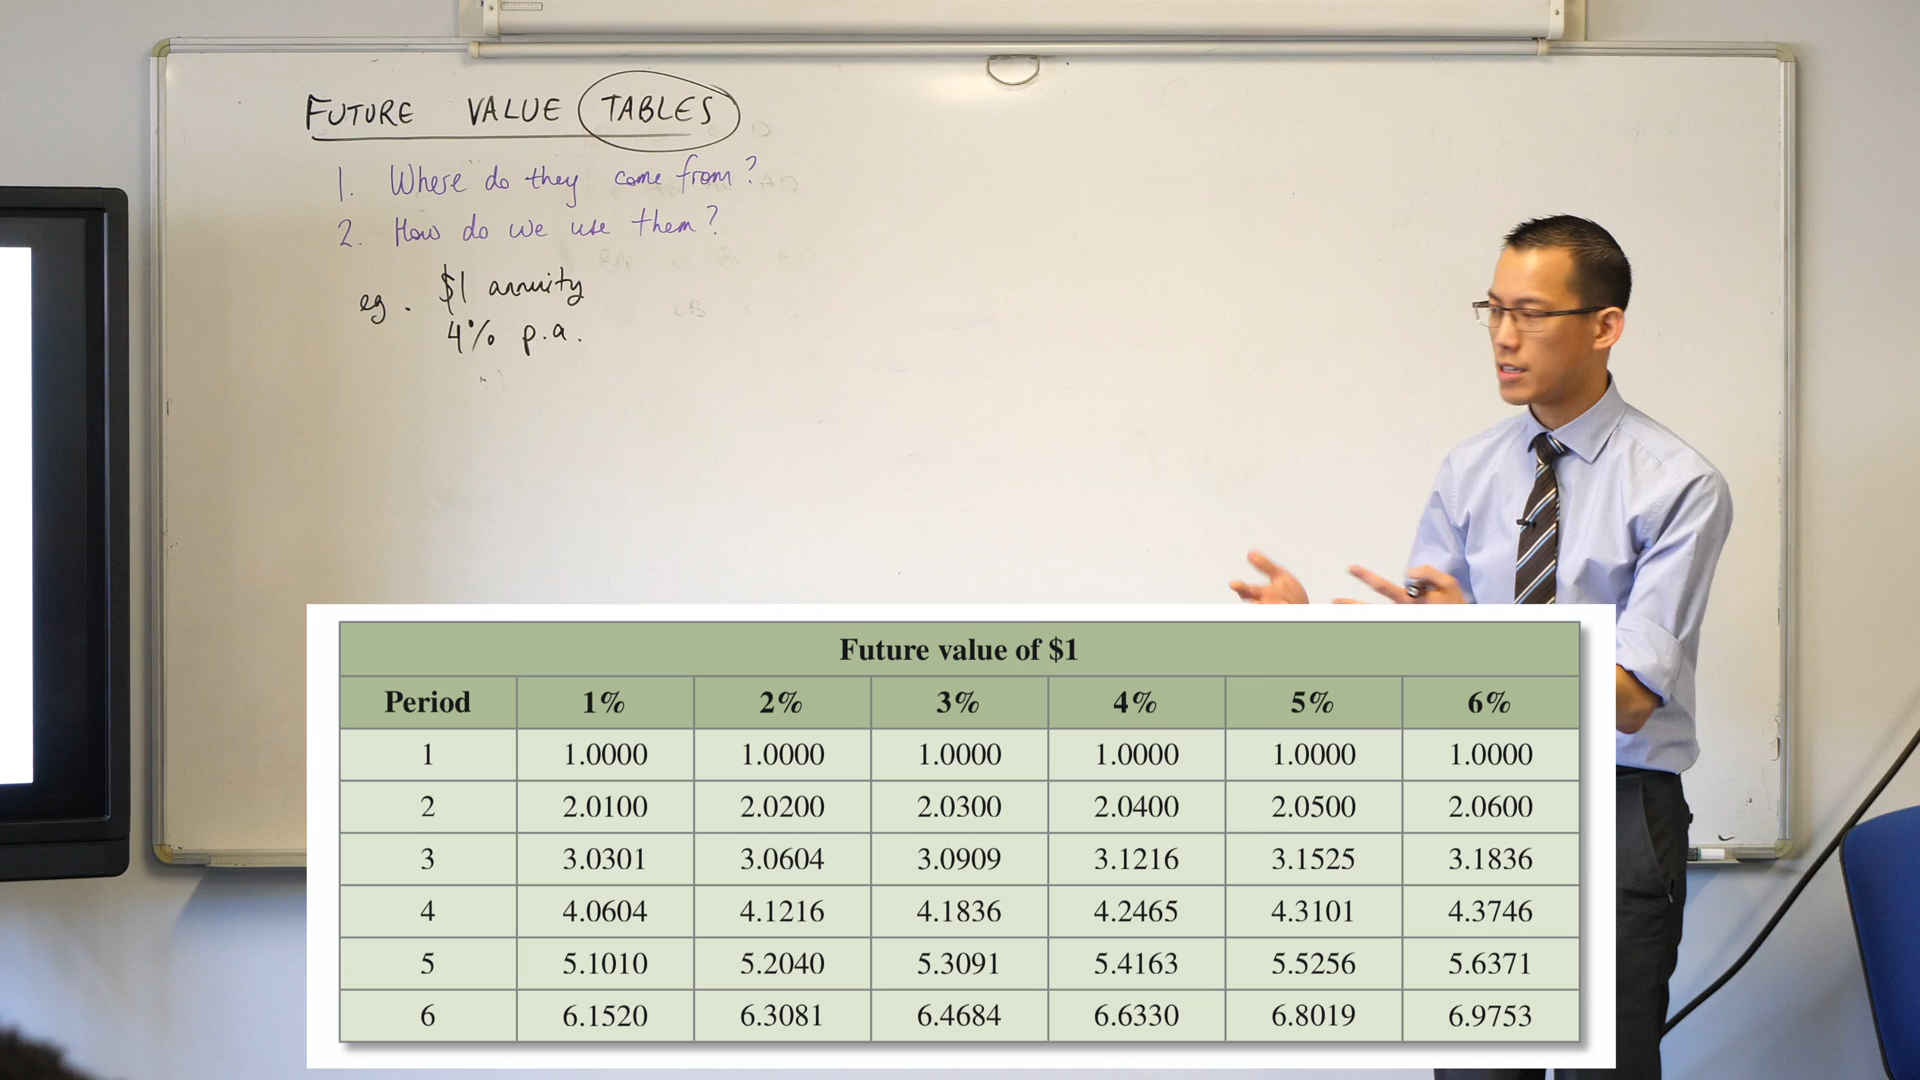 FUTURE VALUE TABLES
1. Where do they come from?
2. How do we use them?
eg. $1 annuity
4% p.a.
Future value of $1
Period 1% 2% 3% 4% 5% 6%
1 1.0000 1.0000 1.0000 1.0000 1.0000 1.0000
2 2.0100 2.0200 2.0300 2.0400 2.0500 2.0600
3 3.0301 3.0604 3.0909 3.1216 3.1525 3.1836
4 4.0604 4.1216 4.1836 4.2465 4.3101 4.3746
5 5.1010 5.2040 5.3091 5.4163 5.5256 5.6371
6 6.1520 6.3081 6.4684 6.6330 6.8019 6.9753